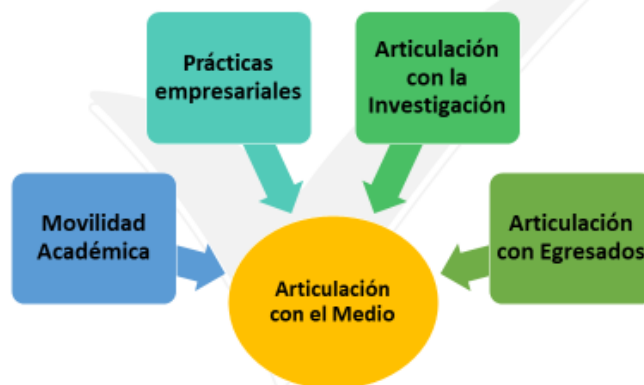 Prácticas
empresariales
Articulación
con la
Investigación
Movilidad
Académica
Articulación
con Egresados
Articulación
con el Medio